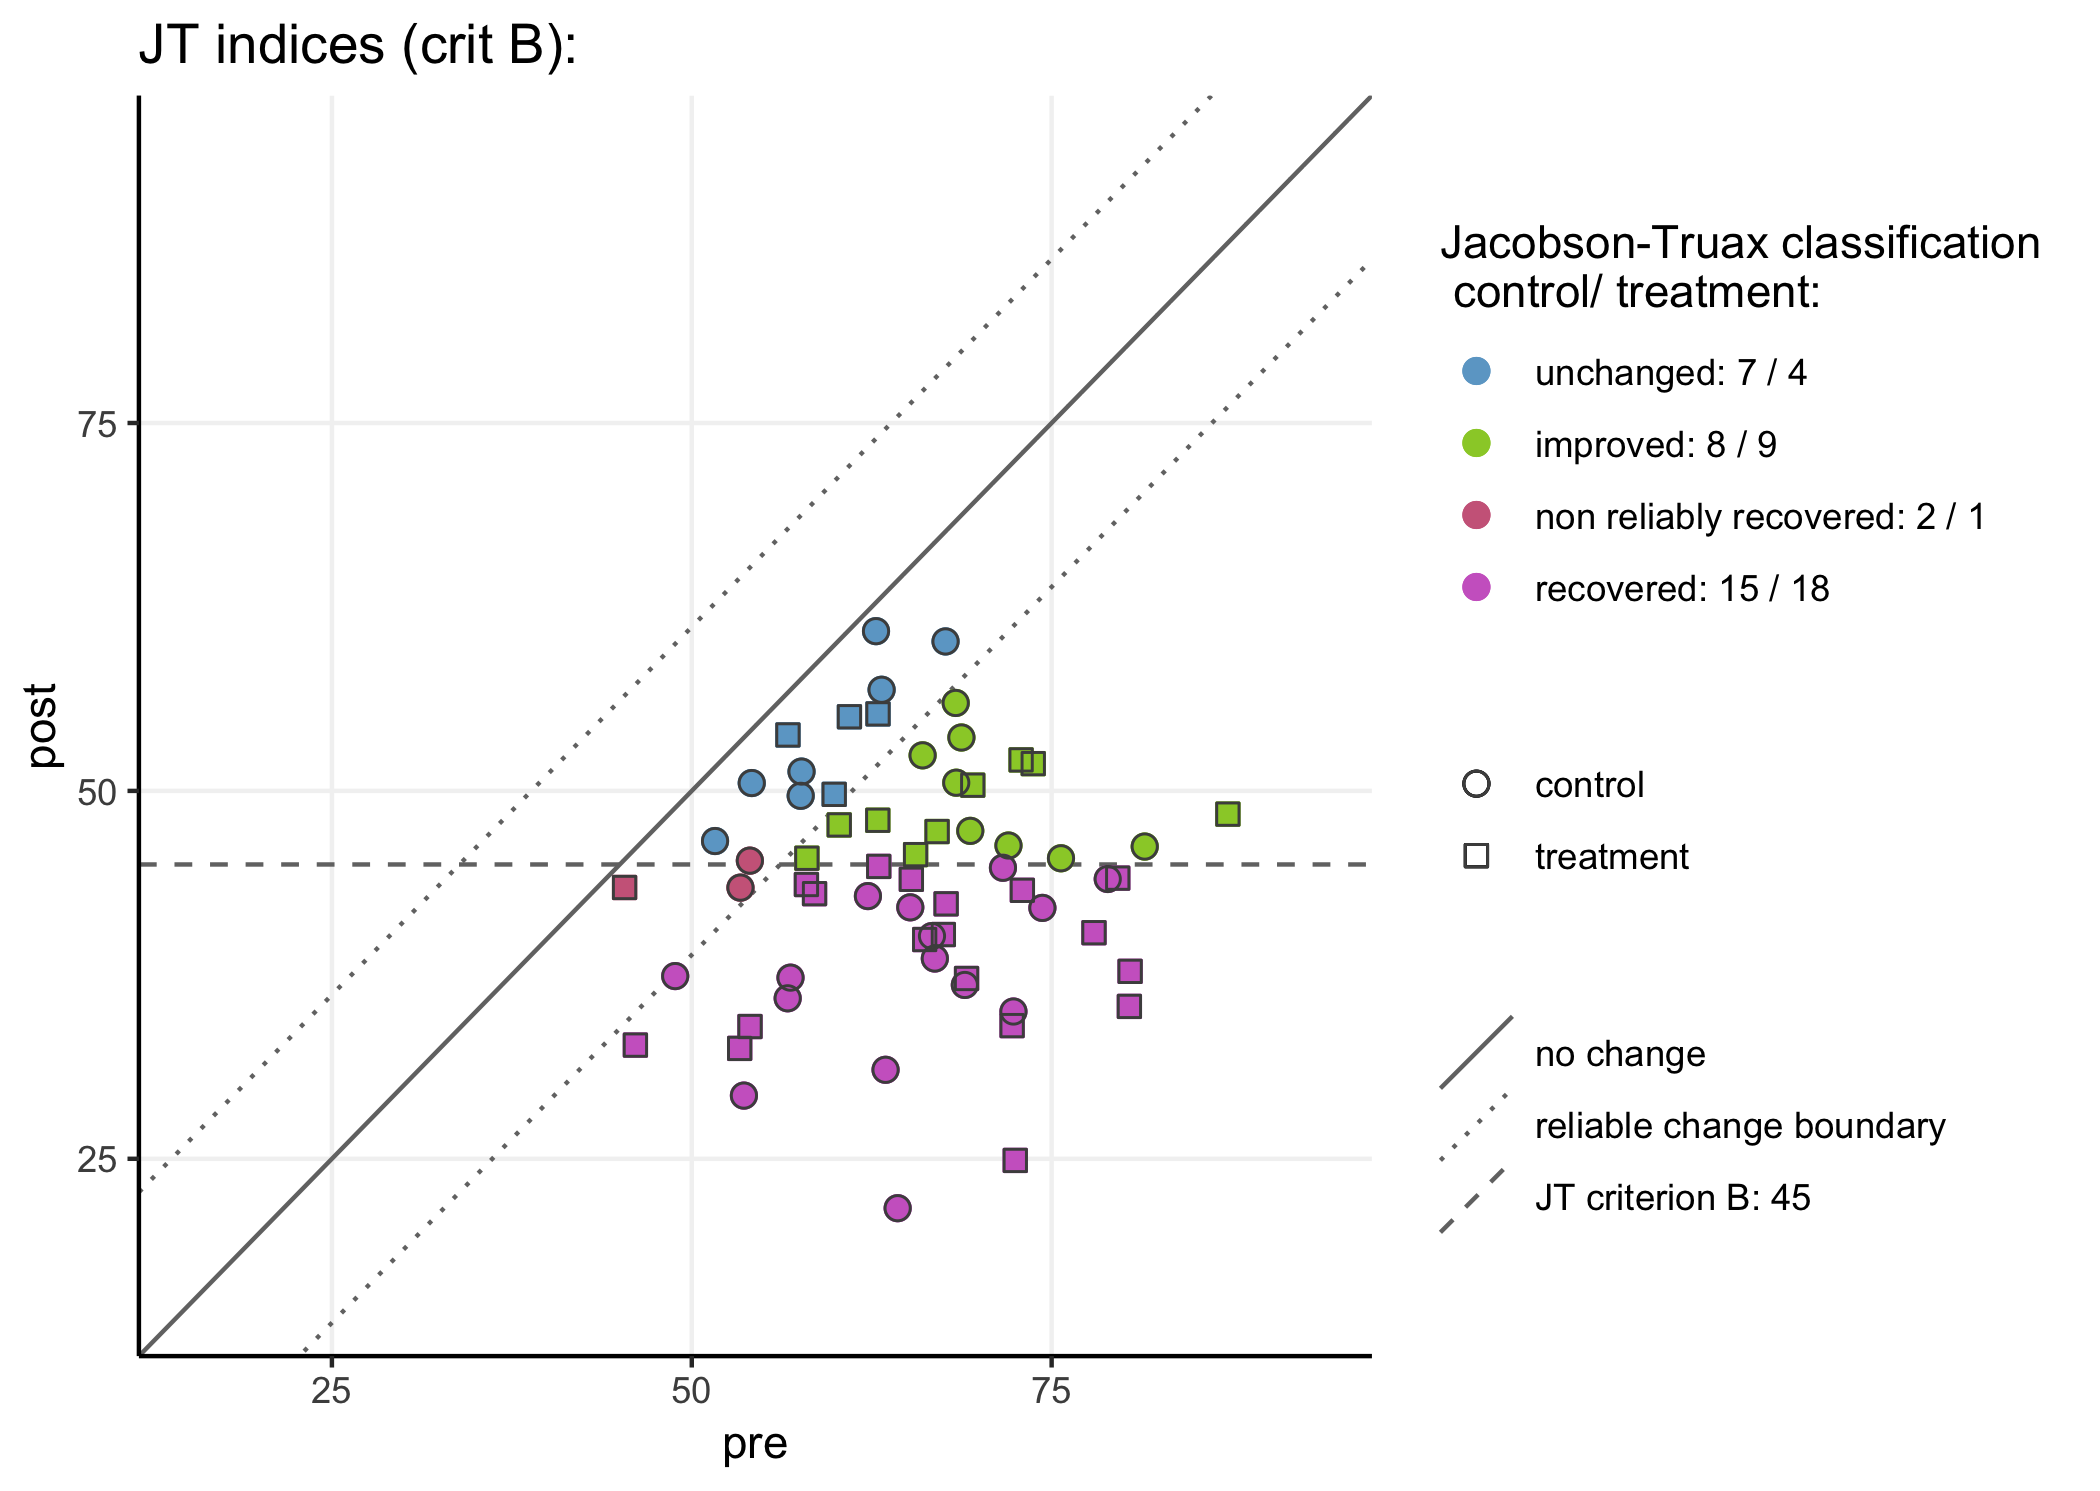 JT indices (crit B):
75
50
25
25
50
75
post
pre
Jacobson-Truax classification
control/ treatment:
unchanged: 7 / 4
improved: 8 / 9
non reliably recovered: 2 / 1
recovered: 15 / 18
control
treatment
no change
reliable change boundary
JT criterion B: 45